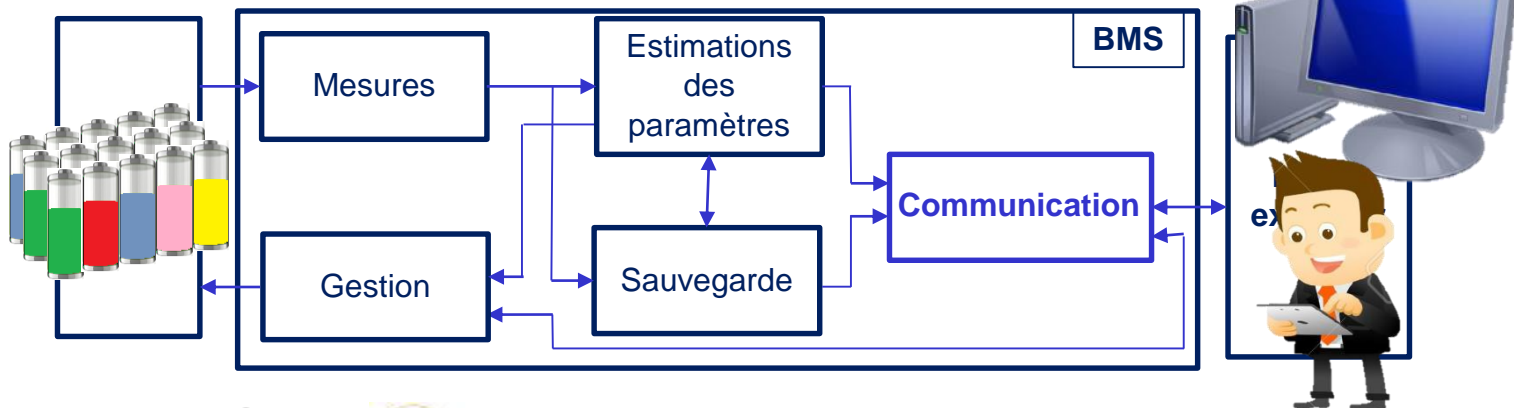 BMS
Mesures
Estimations
des
paramètres
Communication
Gestion
Sauvegarde